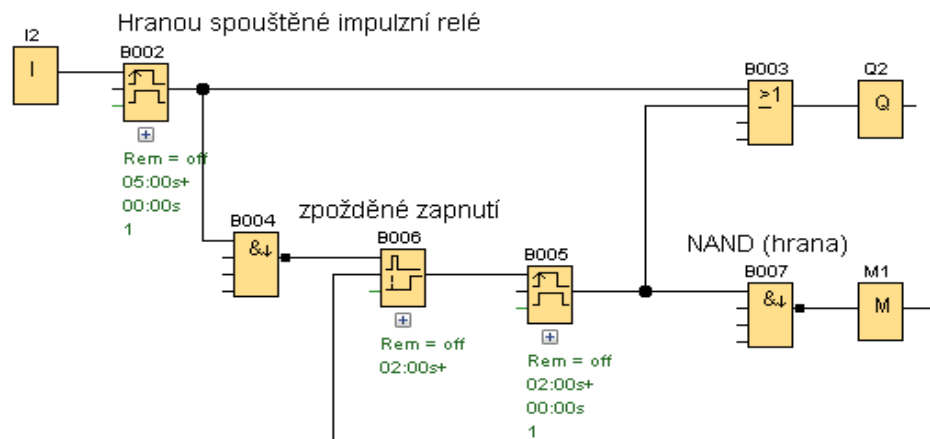 Hranou spouštěné impulzní relé
I2
I
B002
Rem = off
05:00s+
00:00s
1
B003
>1
Q2
Q
B004
&↓
zpožděné zapnutí
B006
Rem = off
02:00s+
B005
Rem = off
02:00s+
00:00s
1
NAND (hrana)
B007
&↓
M1
M